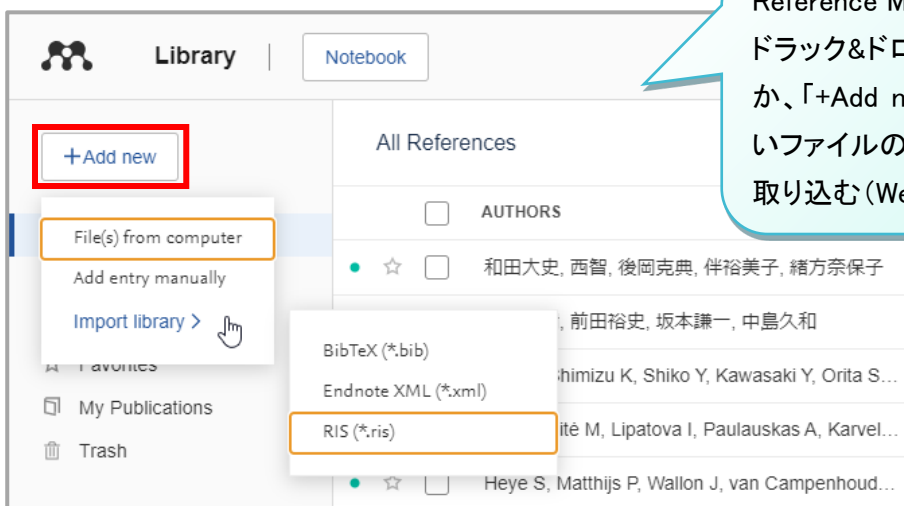 Reference M
ドラック&ドロ
か、「+Add n
いファイルの
取り込む(We
Library
Notebook
+Add new
File(s) from computer
Add entry manually
Import library >
Favorites
My Publications
Trash
BibTeX (*.bib)
Endnote XML (*.xml)
RIS (*.ris)
All References
AUTHORS
和田大史, 西智, 後岡克典, 伴裕美子, 緒方奈保子
, 前田裕史, 坂本謙一, 中島久和
himizu K, Shiko Y, Kawasaki Y, Orita S...
ité M, Lipatova I, Paulauskas A, Karvel...
Heye S, Matthijs P, Wallon J, van Campenhoud...